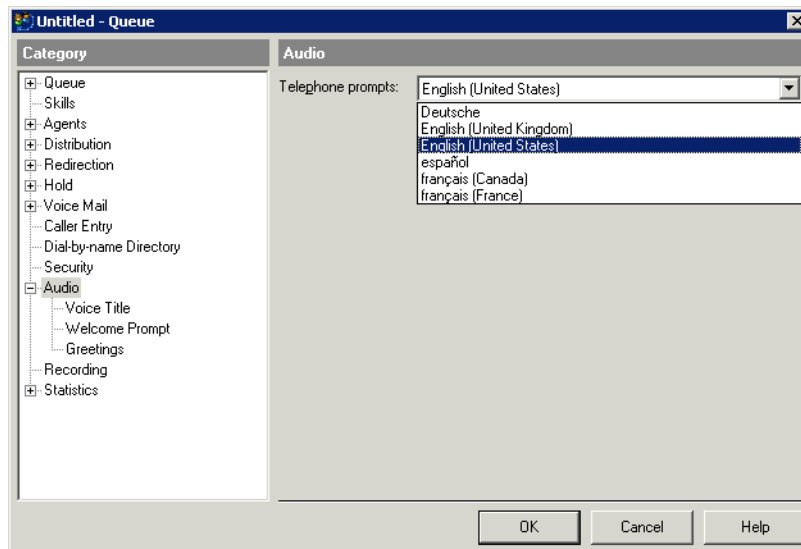 Untitled - Queue
Category
Queue
Skills
Agents
Distribution
Redirection
Hold
Voice Mail
Caller Entry
Dial-by-name Directory
Security
Audio
Voice Title
Welcome Prompt
Greetings
Recording
Statistics
Audio
Telephone prompts: English (United States)
Deutsche
English (United Kingdom)
English (United States)
español
français (Canada)
français (France)
OK Cancel Help